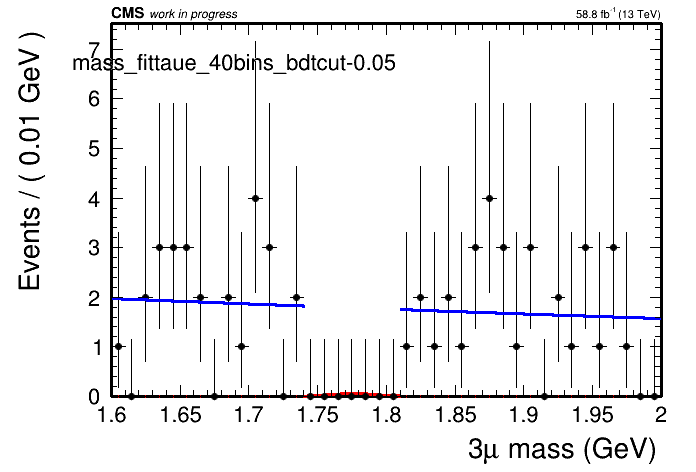 CMS work in progress
58.8 fb-1 (13 TeV)
mass_fittaue_40bins_bdtcut-0.05
Events / ( 0.01 GeV )
7
6
5
4
3
2
1
0
1.6 1.65 1.7 1.75 1.8 1.85 1.9 1.95 2
3μ mass (GeV)